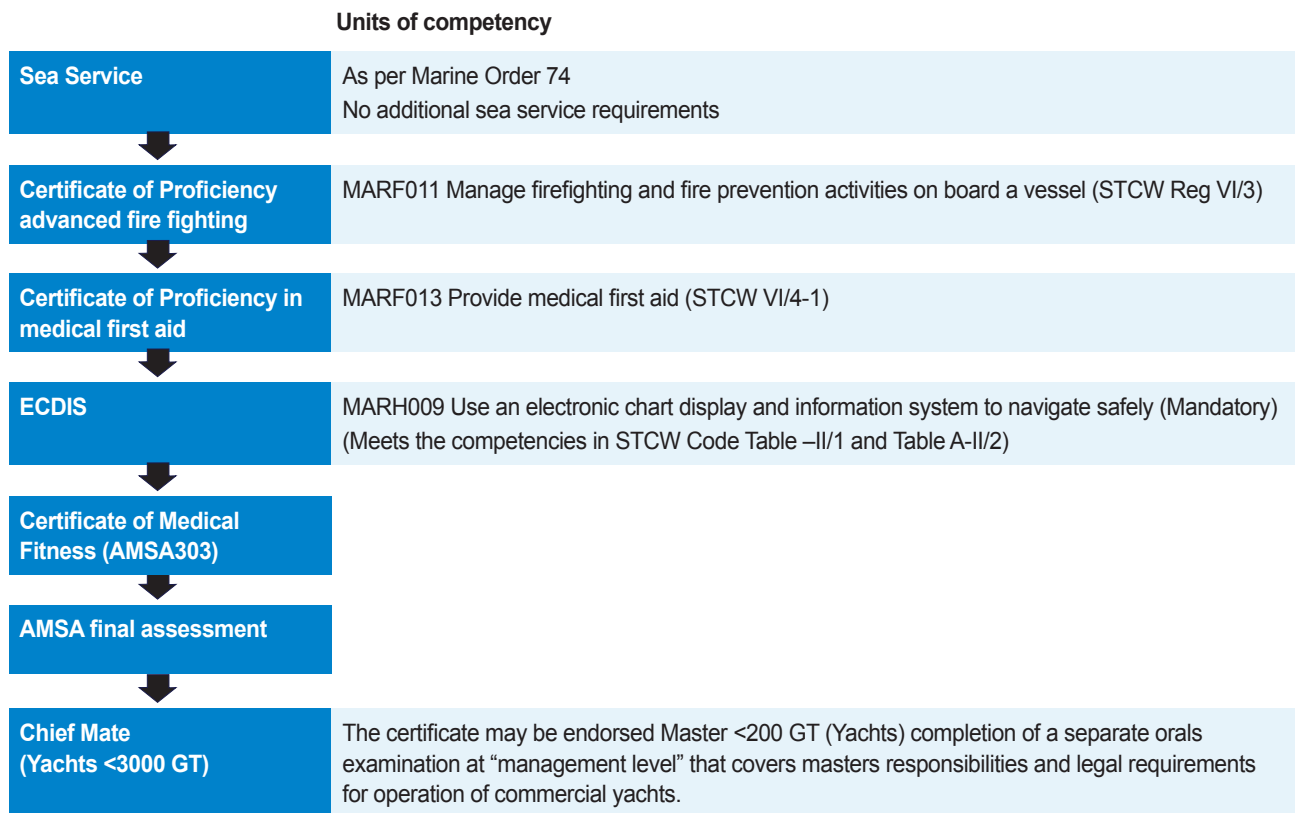 Units of competency
Sea Service
As per Marine Order 74
No additional sea service requirements
Certificate of Proficiency
advanced fire fighting
MARF011 Manage firefighting and fire prevention activities on board a vessel (STCW Reg VI/3)
Certificate of Proficiency in
medical first aid
MARF013 Provide medical first aid (STCW VI/4-1)
ECDIS
MARH009 Use an electronic chart display and information system to navigate safely (Mandatory)
(Meets the competencies in STCW Code Table –II/1 and Table A-II/2)
Certificate of Medical
Fitness (AMSA303)
AMSA final assessment
Chief Mate
(Yachts <3000 GT)
The certificate may be endorsed Master <200 GT (Yachts) completion of a separate orals
examination at “management level” that covers masters responsibilities and legal requirements
for operation of commercial yachts.